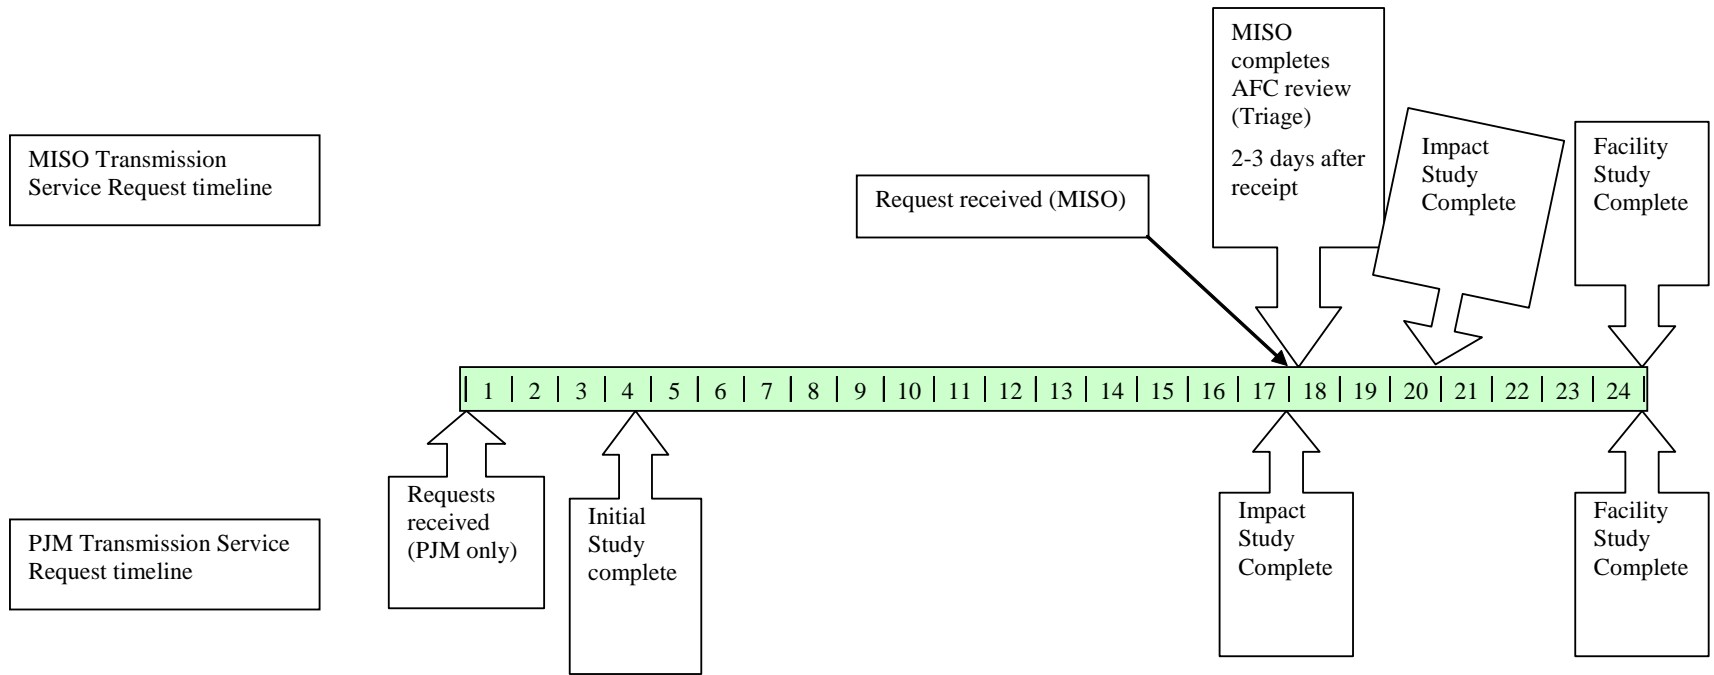 MISO
completes
AFC review
(Triage)
2-3 days after
receipt
MISO Transmission
Service Request timeline
Request received (MISO)
Impact
Study
Complete
Facility
Study
Complete
| 1 | 2 | 3 | 4 | 5 | 6 | 7 | 8 | 9 | 10 | 11 | 12 | 13 | 14 | 15 | 16 | 17 | 18 | 19 | 20 | 21 | 22 | 23 | 24 |
PJM Transmission Service
Request timeline
Requests
received
(PJM only)
Initial
Study
complete
Impact
Study
Complete
Facility
Study
Complete